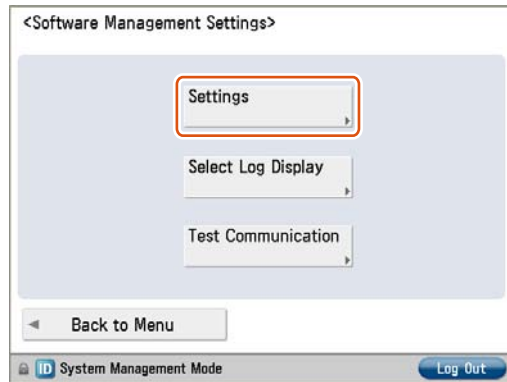 <Software Management Settings>
Settings
Select Log Display
Test Communication
Back to Menu
ID System Management Mode
Log Out